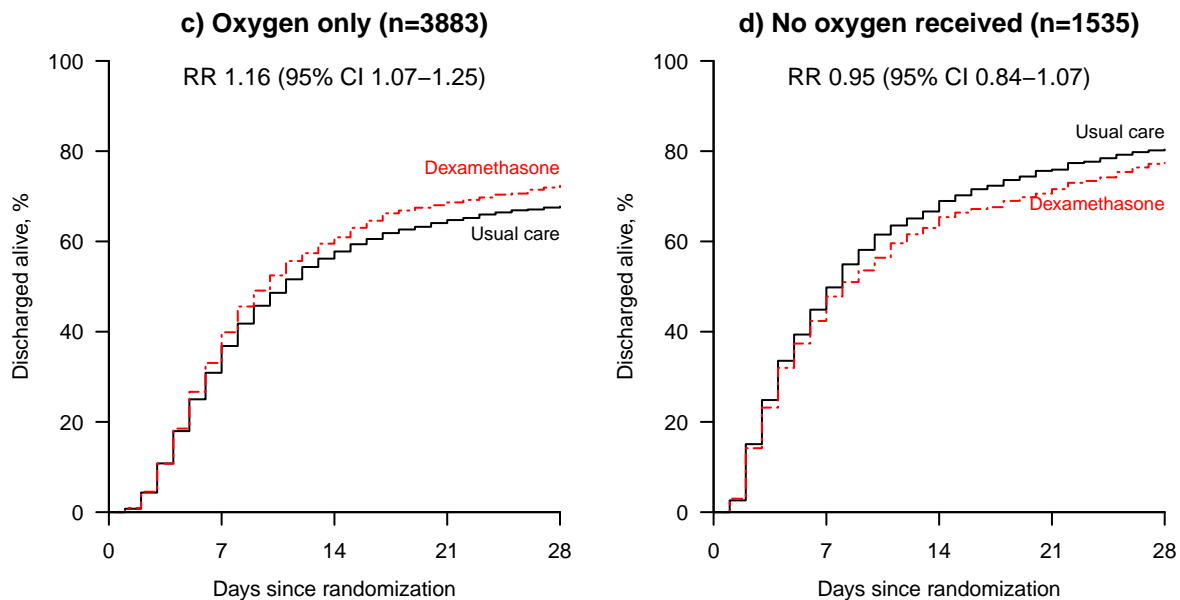 c) Oxygen only (n=3883)
RR 1.16 (95% CI 1.07−1.25)
Discharged alive, %
100
80
60
40
20
0
Dexamethasone
Usual care
0 7 14 21 28
Days since randomization
d) No oxygen received (n=1535)
RR 0.95 (95% CI 0.84−1.07)
Discharged alive, %
100
80
60
40
20
0
Usual care
Dexamethasone
0 7 14 21 28
Days since randomization